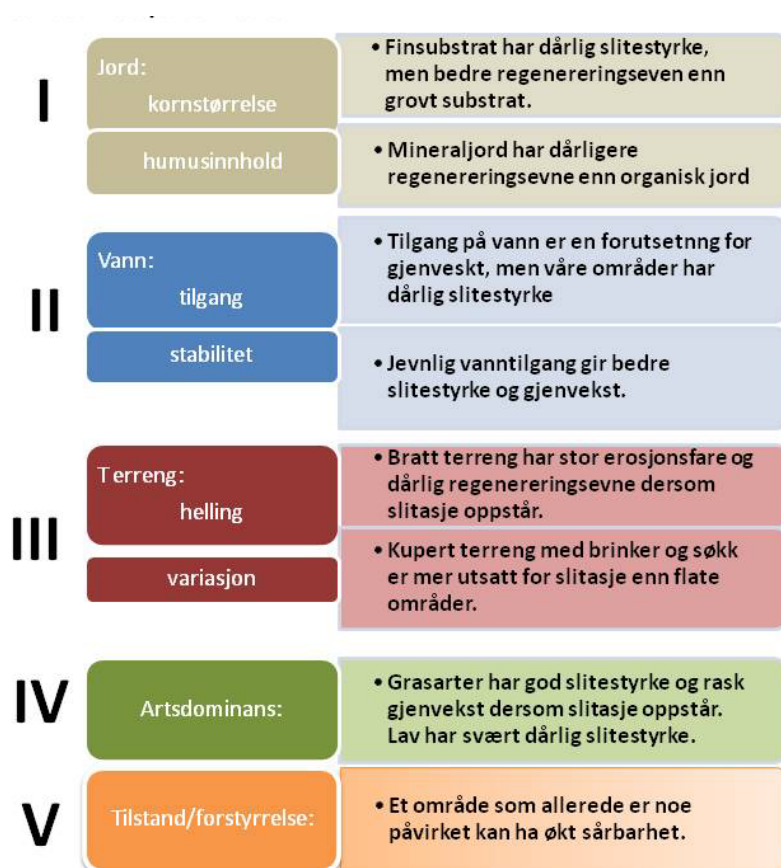 I
Jord:
kornstørrelse
• Finsubstrat har dårlig slitestyrke,
men bedre regenereringseven enn
grovt substrat.
humusinnhold
• Mineraljord har dårligere
regenereringsevne enn organisk jord
II
Vann:
tilgang
• Tilgang på vann er en forutsetnng for
gjenveskt, men våre områder har
dårlig slitestyrke
stabilitet
• Jevnlig vanntilgang gir bedre
slitestyrke og gjenvekst.
III
Terreng:
helling
• Bratt terreng har stor erosjonsfare og
dårlig regenereringsevne dersom
slitasje oppstår.
variasjon
• Kupert terreng med brinker og søkk
er mer utsatt for slitasje enn flate
områder.
IV
Artsdominans:
• Grasarter har god slitestyrke og rask
gjenvekst dersom slitasje oppstår.
Lav har svært dårlig slitestyrke.
V
Tilstand/forstyrrelse:
• Et område som allerede er noe
påvirket kan ha økt sårbarhet.